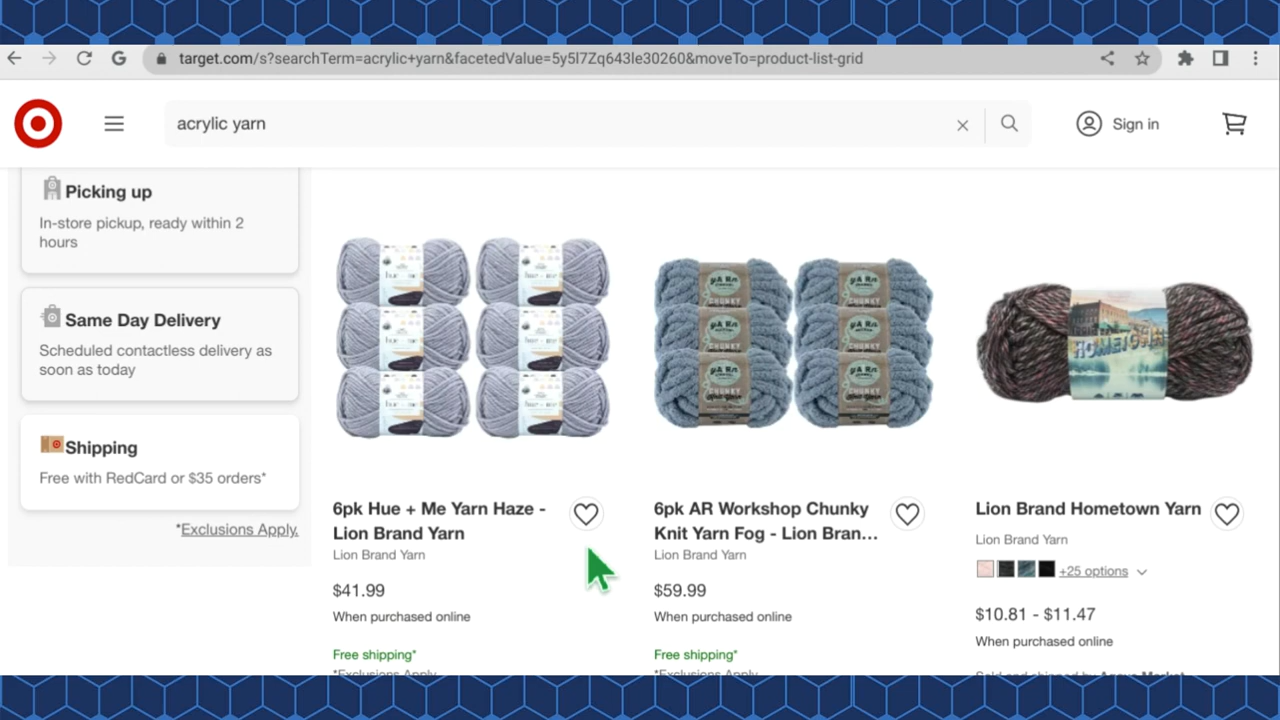 target.com/s?searchTerm=acrylic+yarn&facetedValue=5y5l7Zq643le30260&moveTo=product-list-grid
acrylic yarn
Sign in
Picking up
In-store pickup, ready within 2
hours
Same Day Delivery
Scheduled contactless delivery as
soon as today
Shipping
Free with RedCard or $35 orders*
*Exclusions Apply.
6pk Hue + Me Yarn Haze -
Lion Brand Yarn
Lion Brand Yarn
$41.99
When purchased online
Free shipping*
*Exclusions Apply
6pk AR Workshop Chunky
Knit Yarn Fog - Lion Bran...
Lion Brand Yarn
$59.99
When purchased online
Free shipping*
*Exclusions Apply
HOMETOWN
Lion Brand Hometown Yarn
Lion Brand Yarn
+25 options
$10.81 - $11.47
When purchased online
Sold and shipped by